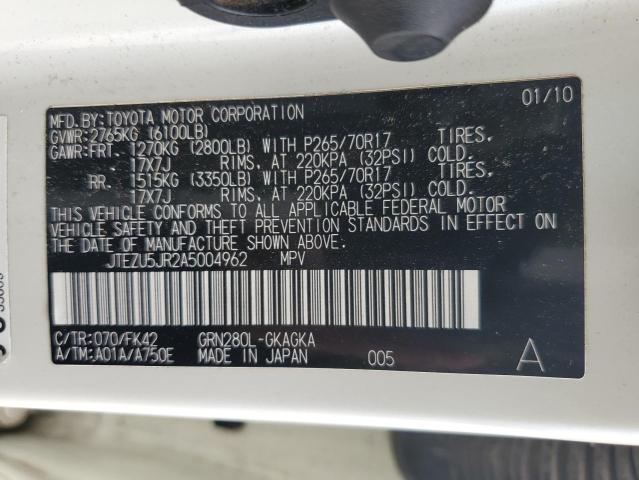 MFD.BY:TOYOTA MOTOR CORPORATION 01/10
GVWR:2765KG (6100LB)
GAWR:FRT. 1270KG (2800LB) WITH P265/70R17 TIRES,
17X7J RIMS, AT 220KPA (32PSI) COLD.
RR. 1515KG (3350LB) WITH P265/70R17 TIRES,
17X7J RIMS, AT 220KPA (32PSI) COLD.
THIS VEHICLE CONFORMS TO ALL APPLICABLE FEDERAL MOTOR
VEHICLE SAFETY AND THEFT PREVENTION STANDARDS IN EFFECT ON
THE DATE OF MANUFACTURE SHOWN ABOVE.
JTEZU5JR2A5004962 MPV
C/TR:070/FK42 GRN280L-GKAGKA
A/TM:A01A/A750E MADE IN JAPAN 005 A